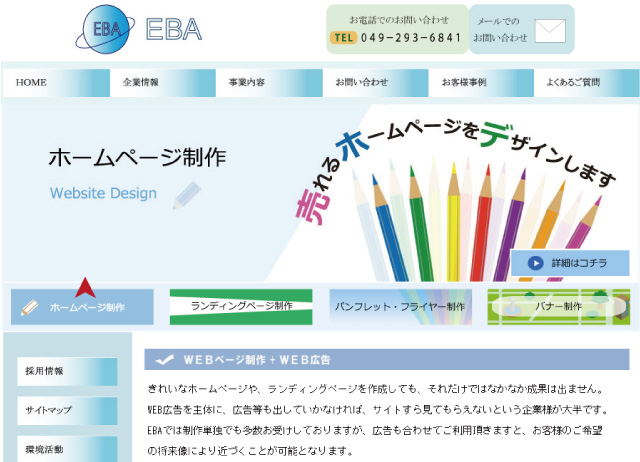 EBA EBA
お電話でのお問い合わせ
TEL 049-293-6841
メールでの
お問い合わせ
HOME 企業情報 事業内容 お問い合わせ お客様事例 よくあるご質問
ホームページ制作
Website Design
売れるホームページをデザインします
詳細はコチラ
ホームページ制作 ランディングページ制作 パンフレット・フライヤー制作 バナー制作
採用情報
サイトマップ
環境活動
WEBページ制作+WEB広告
きれいなホームページや、ランディングページを作成しても、それだけではなかなか成果は出ません。
WEB広告を主体に、広告等も出していかなければ、サイトすら見てもらえないという企業様が大半です。
EBAでは制作単独でも多数お受けしておりますが、広告も合わせてご利用頂きますと、お客様のご希望
の将来像により近づくことが可能となります。